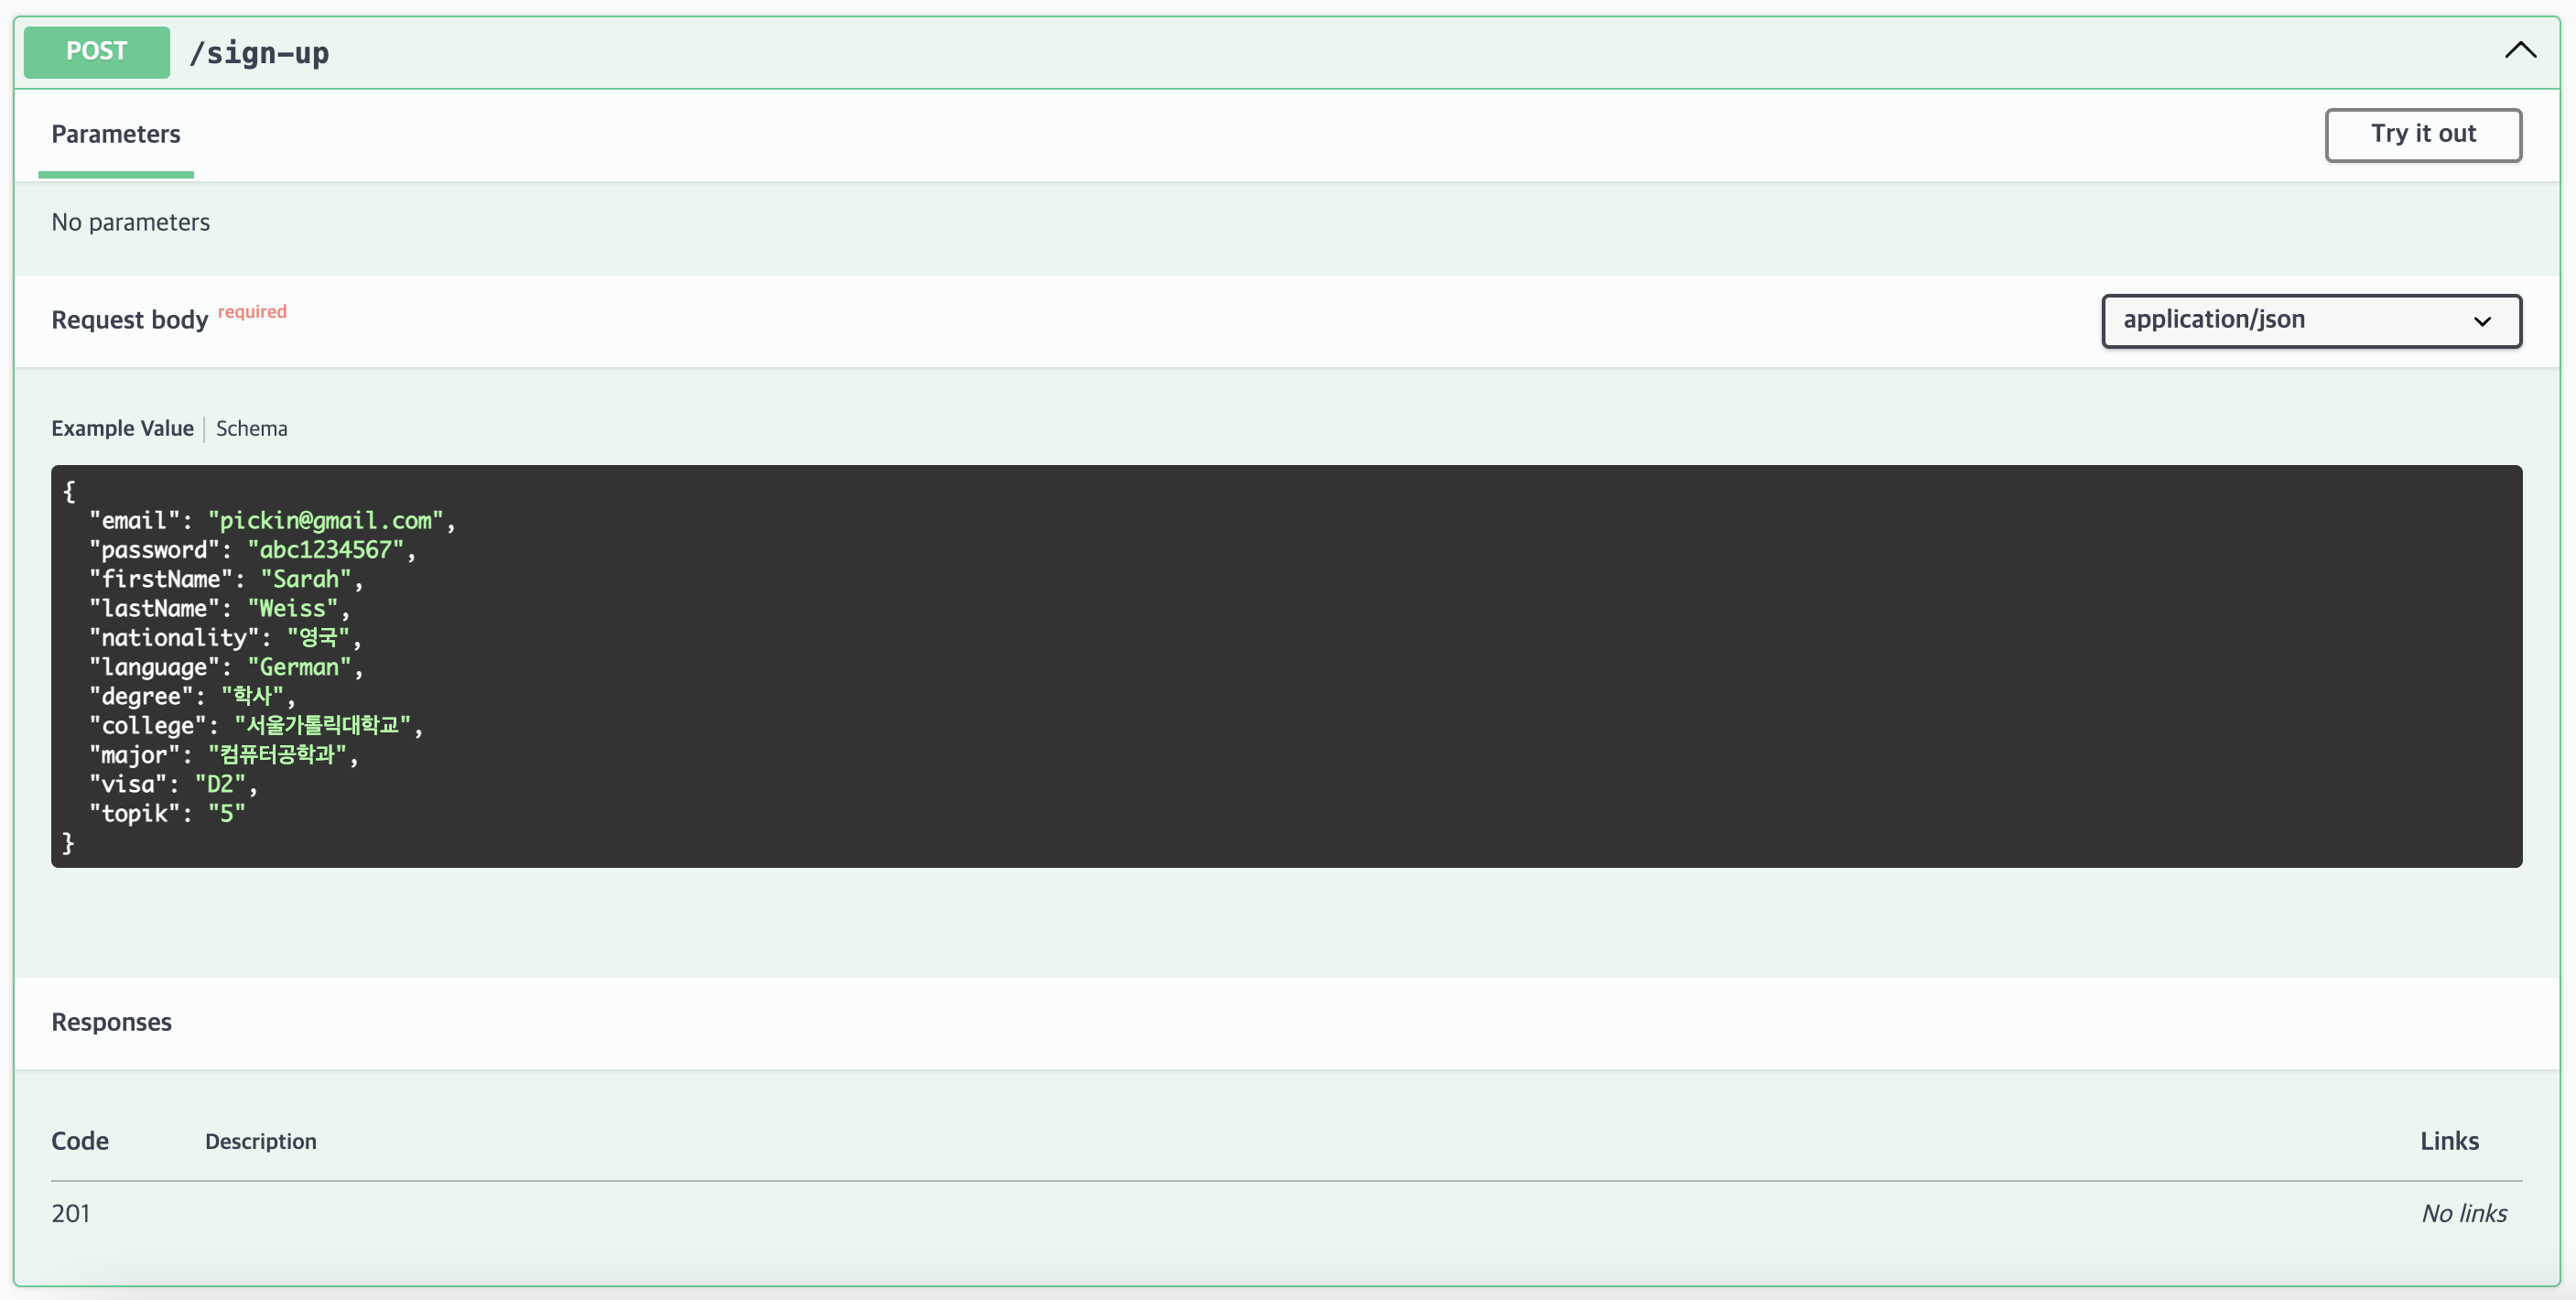 POST /sign-up
Parameters Try it out
No parameters
Request body required application/json
Example Value Schema
{
"email": "pickin@gmail.com",
"password": "abc1234567",
"firstName": "Sarah",
"lastName": "Weiss",
"nationality": "영국",
"language": "German",
"degree": "학사",
"college": "서울가톨릭대학교",
"major": "컴퓨터공학과",
"visa": "D2",
"topik": "5"
}
Responses
Code Description Links
201 No links